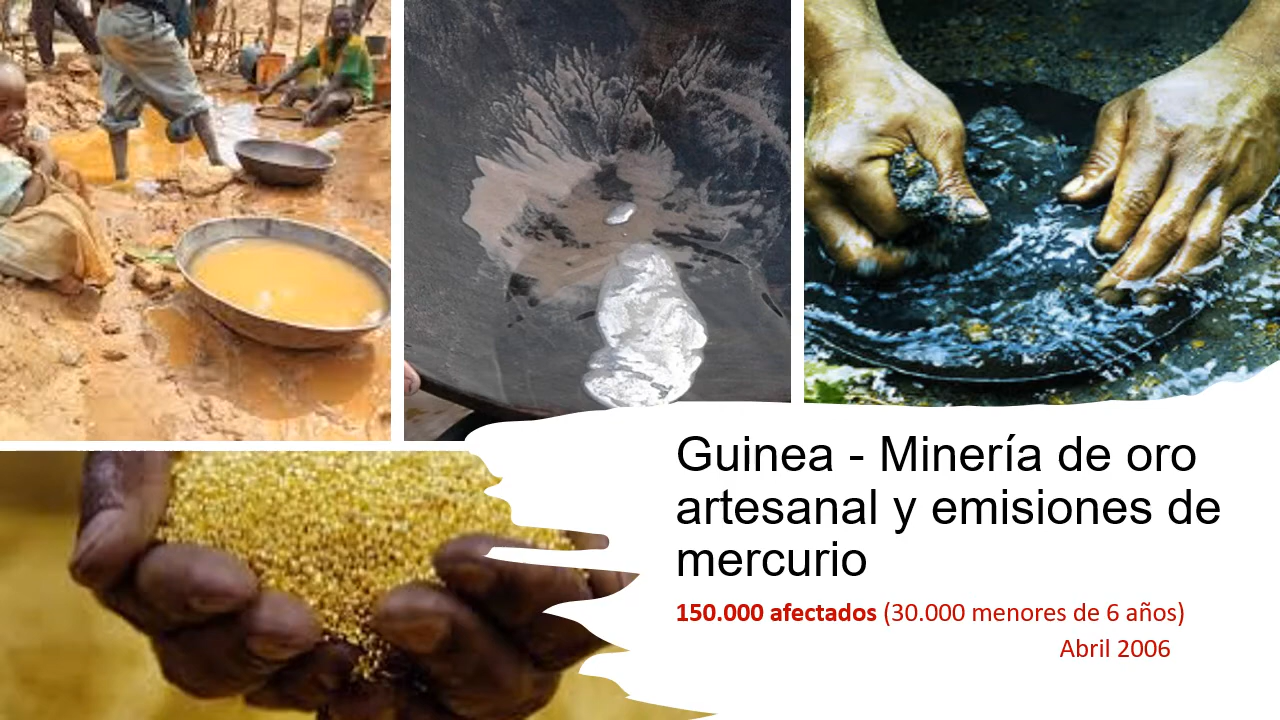 Guinea - Minería de oro
artesanal y emisiones de
mercurio
150.000 afectados (30.000 menores de 6 años)
Abril 2006